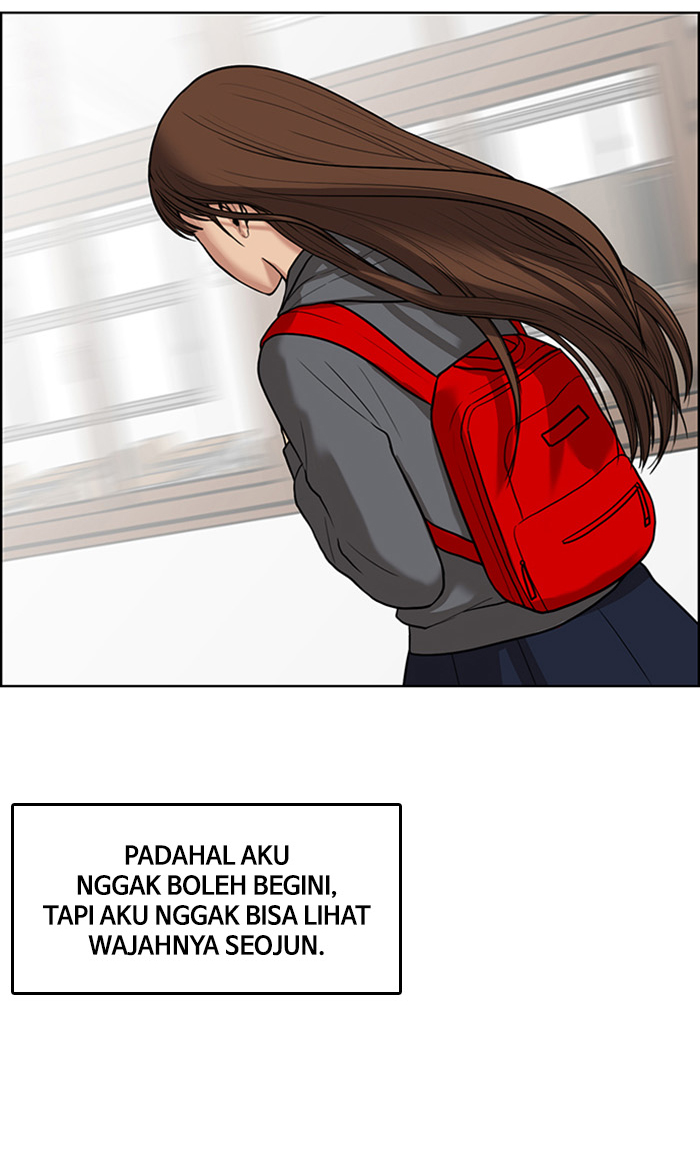 PADAHAL AKU
NGGAK BOLEH BEGINI,
TAPI AKU NGGAK BISA LIHAT
WAJAHNYA SEOJUN.